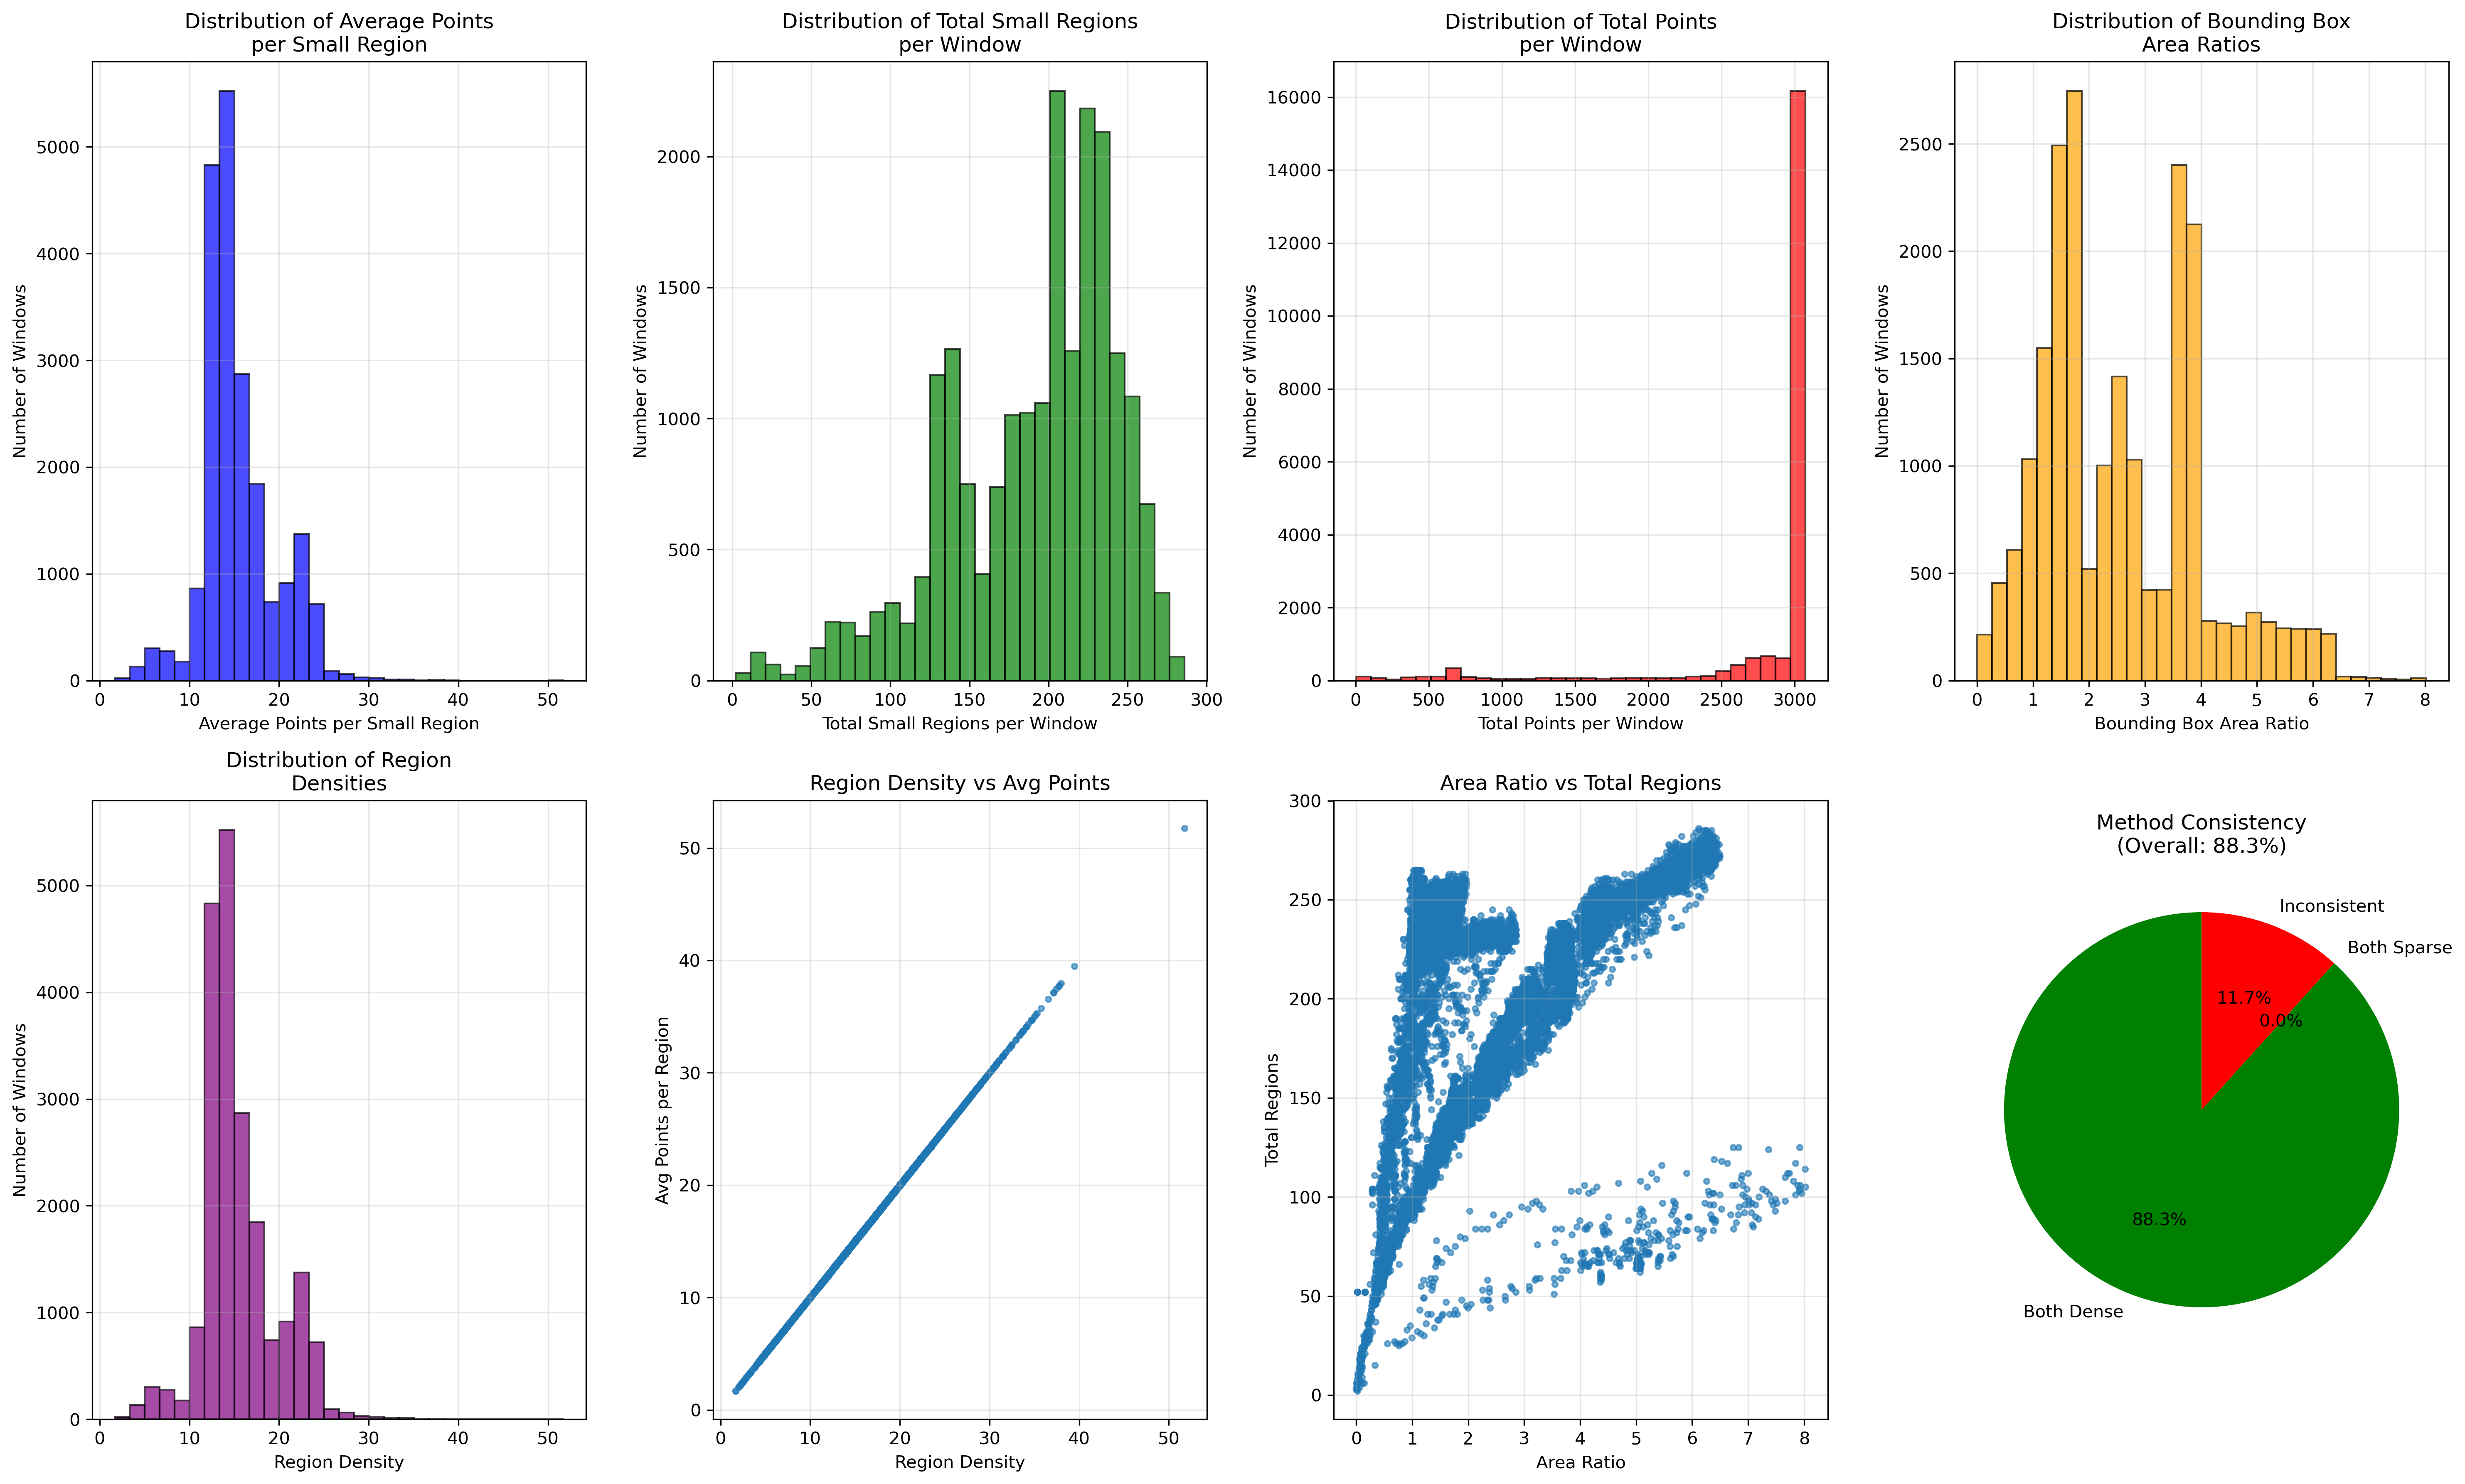 Distribution of Average Points
per Small Region
Number of Windows
5000
4000
3000
2000
1000
0
0 10 20 30 40 50
Average Points per Small Region
Distribution of Total Small Regions
per Window
Number of Windows
2000
1500
1000
500
0
0 50 100 150 200 250 300
Total Small Regions per Window
Distribution of Total Points
per Window
Number of Windows
16000
14000
12000
10000
8000
6000
4000
2000
0
0 500 1000 1500 2000 2500 3000
Total Points per Window
Distribution of Bounding Box
Area Ratios
Number of Windows
2500
2000
1500
1000
500
0
0 1 2 3 4 5 6 7 8
Bounding Box Area Ratio
Distribution of Region
Densities
Number of Windows
5000
4000
3000
2000
1000
0
0 10 20 30 40 50
Region Density
Region Density vs Avg Points
Avg Points per Region
50
40
30
20
10
0
0 10 20 30 40 50
Region Density
Area Ratio vs Total Regions
Total Regions
300
250
200
150
100
50
0
0 1 2 3 4 5 6 7 8
Area Ratio
Method Consistency
(Overall: 88.3%)
Inconsistent
Both Sparse
11.7%
0.0%
88.3%
Both Dense